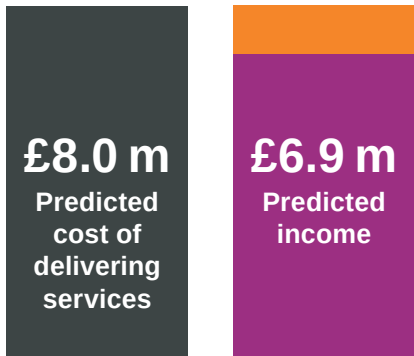 £8.0 m
Predicted
cost of
delivering
services
£6.9 m
Predicted
income